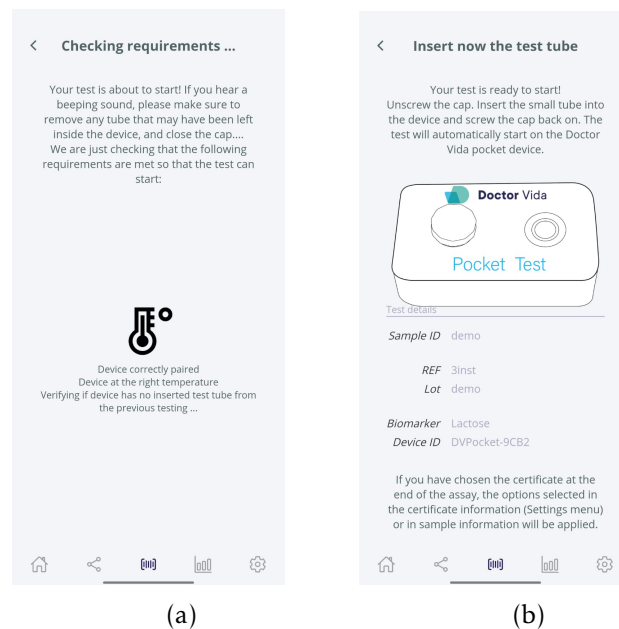 Checking requirements ...
Your test is about to start! If you hear a
beeping sound, please make sure to
remove any tube that may have been left
inside the device, and close the cap....
We are just checking that the following
requirements are met so that the test can
start:
Device correctly paired
Device at the right temperature
Verifying if device has no inserted test tube from
the previous testing ...
(a)
Insert now the test tube
Your test is ready to start!
Unscrew the cap. Insert the small tube into
the device and screw the cap back on. The
test will automatically start on the Doctor
Vida pocket device.
Doctor Vida
Pocket Test
Test details
Sample ID demo
REF 3inst
Lot demo
Biomarker Lactose
Device ID DVPocket-9CB2
If you have chosen the certificate at the
end of the assay, the options selected in
the certificate information (Settings menu)
or in sample information will be applied.
(b)